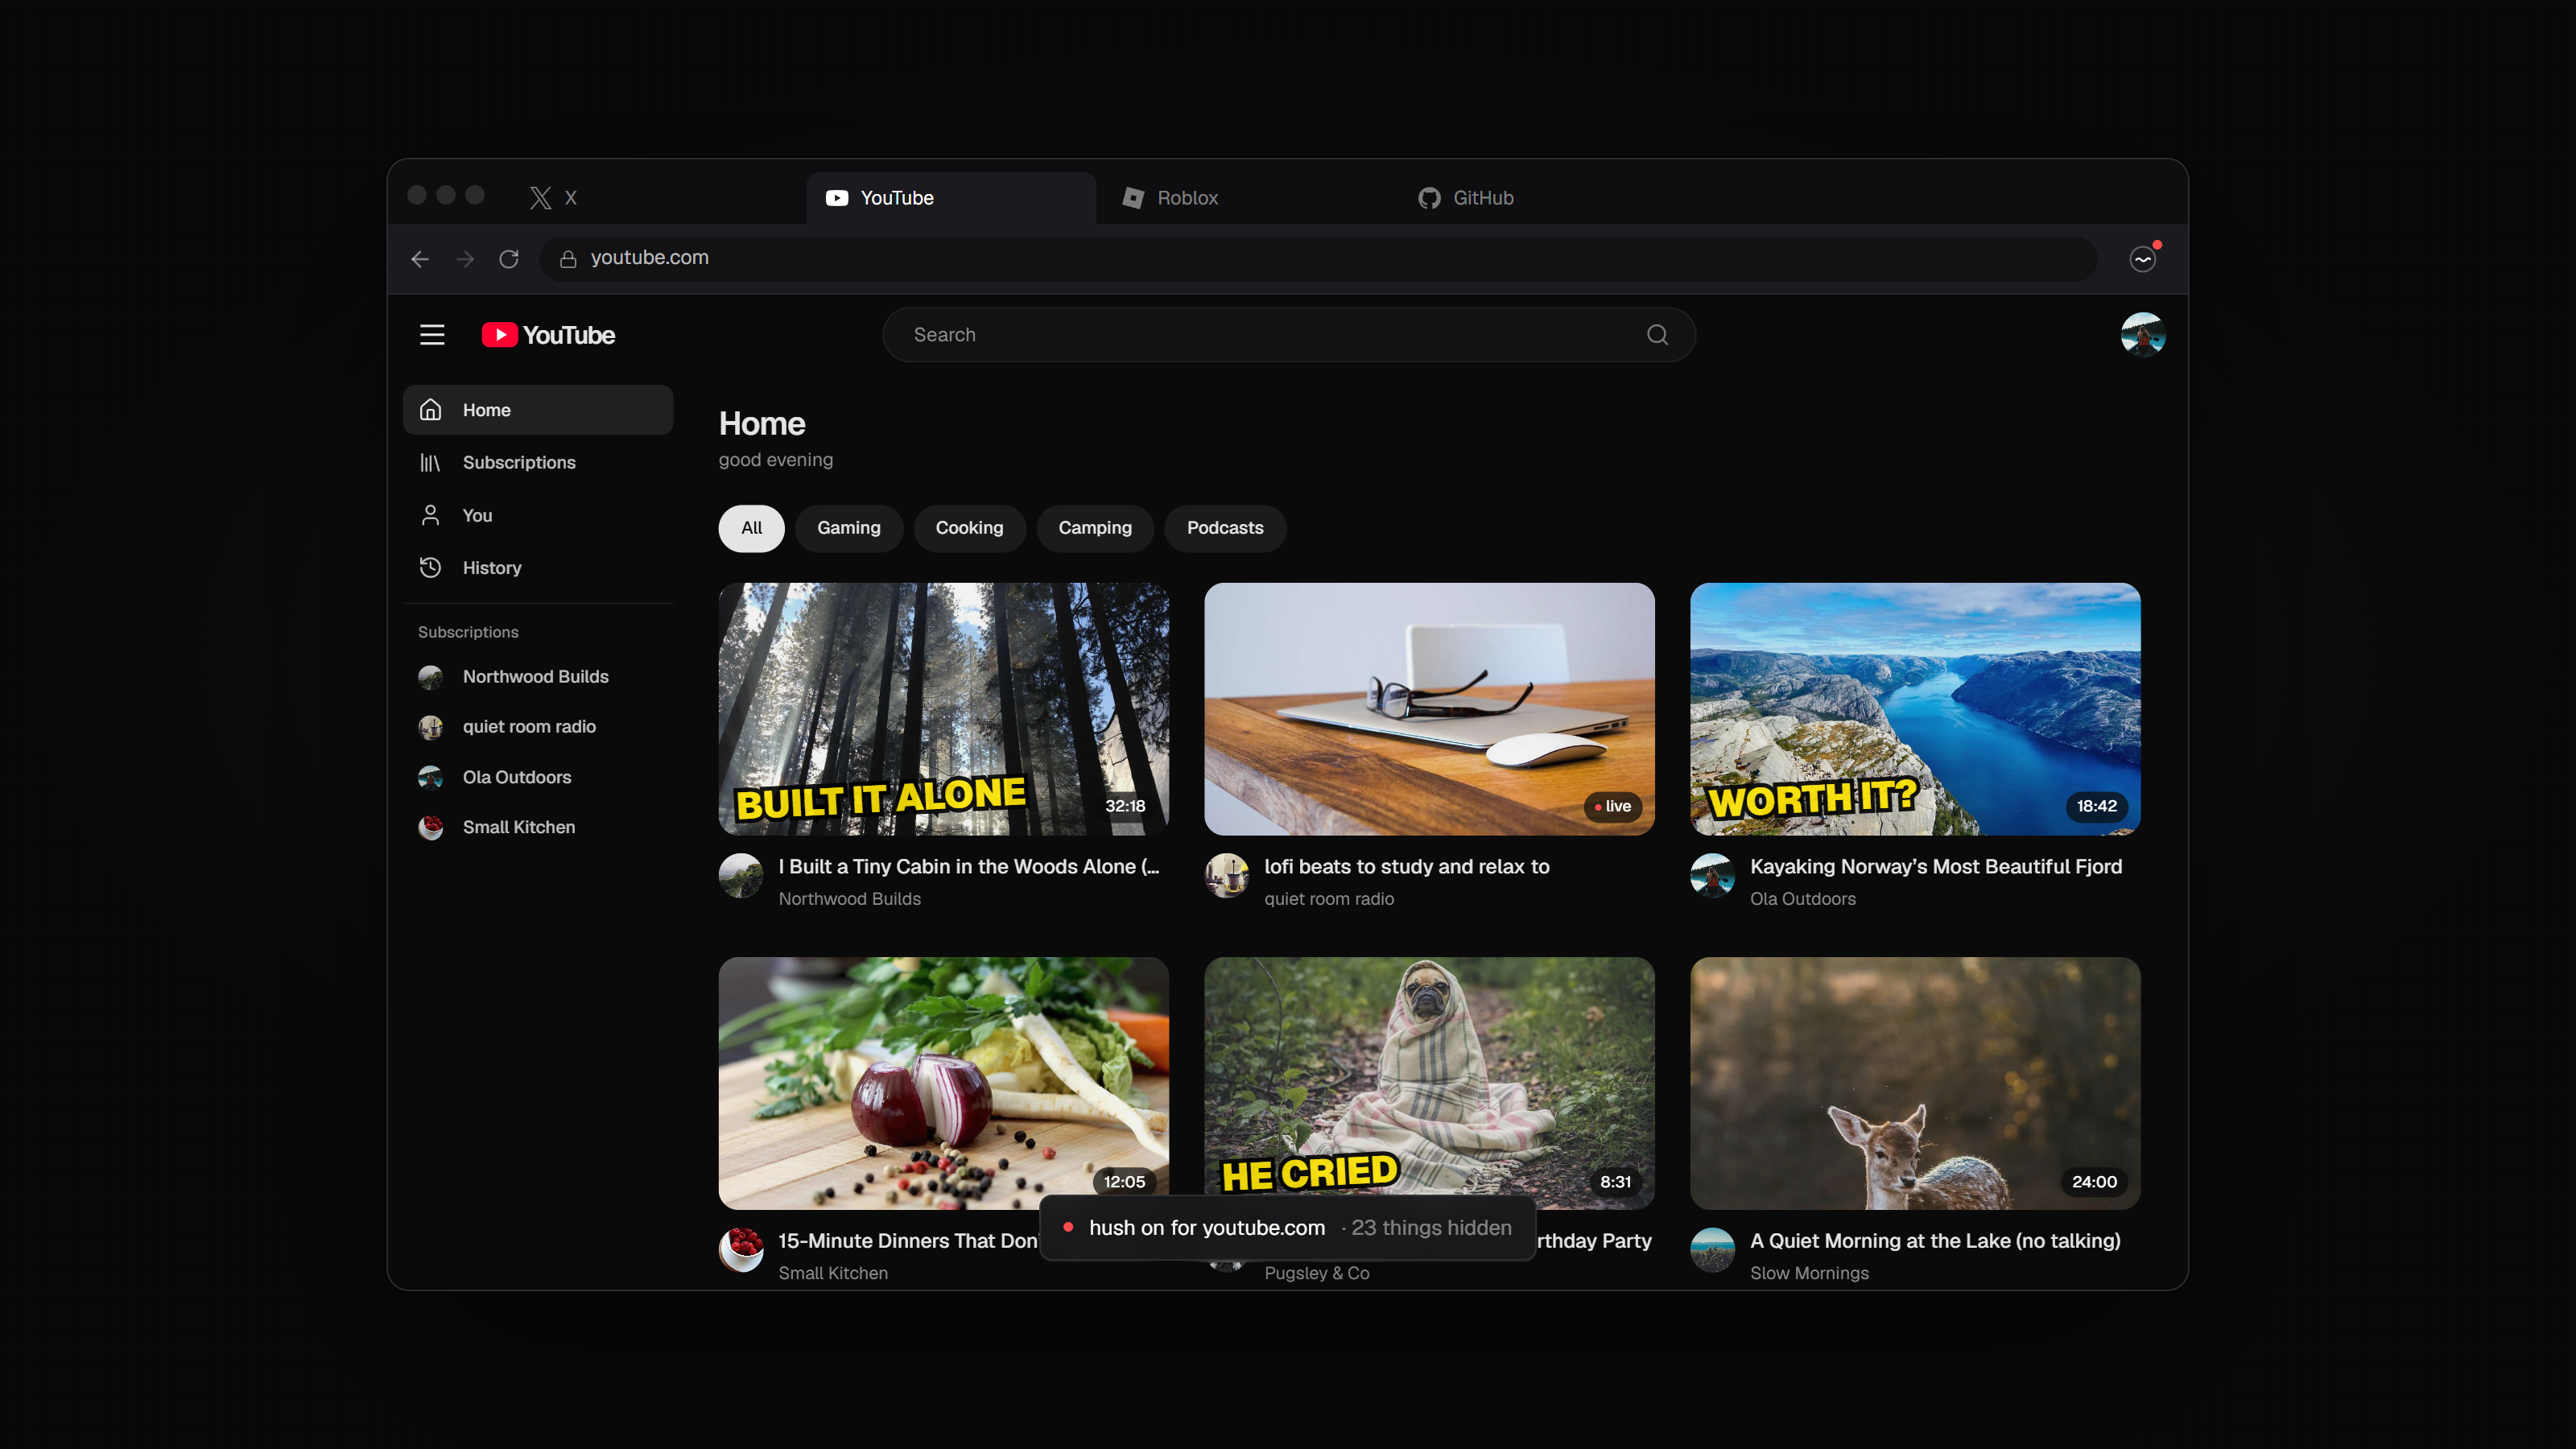 X
YouTube
Roblox
GitHub
youtube.com
YouTube
Search
Home
Subscriptions
You
History
Subscriptions
Northwood Builds
quiet room radio
Ola Outdoors
Small Kitchen
Home
good evening
All
Gaming
Cooking
Camping
Podcasts
BUILT IT ALONE
32:18
live
WORTH IT?
18:42
I Built a Tiny Cabin in the Woods Alone (...
Northwood Builds
lofi beats to study and relax to
quiet room radio
Kayaking Norway’s Most Beautiful Fjord
Ola Outdoors
12:05
HE CRIED
8:31
24:00
15-Minute Dinners That Don
Small Kitchen
rthday Party
Pugsley & Co
A Quiet Morning at the Lake (no talking)
Slow Mornings
hush on for youtube.com · 23 things hidden